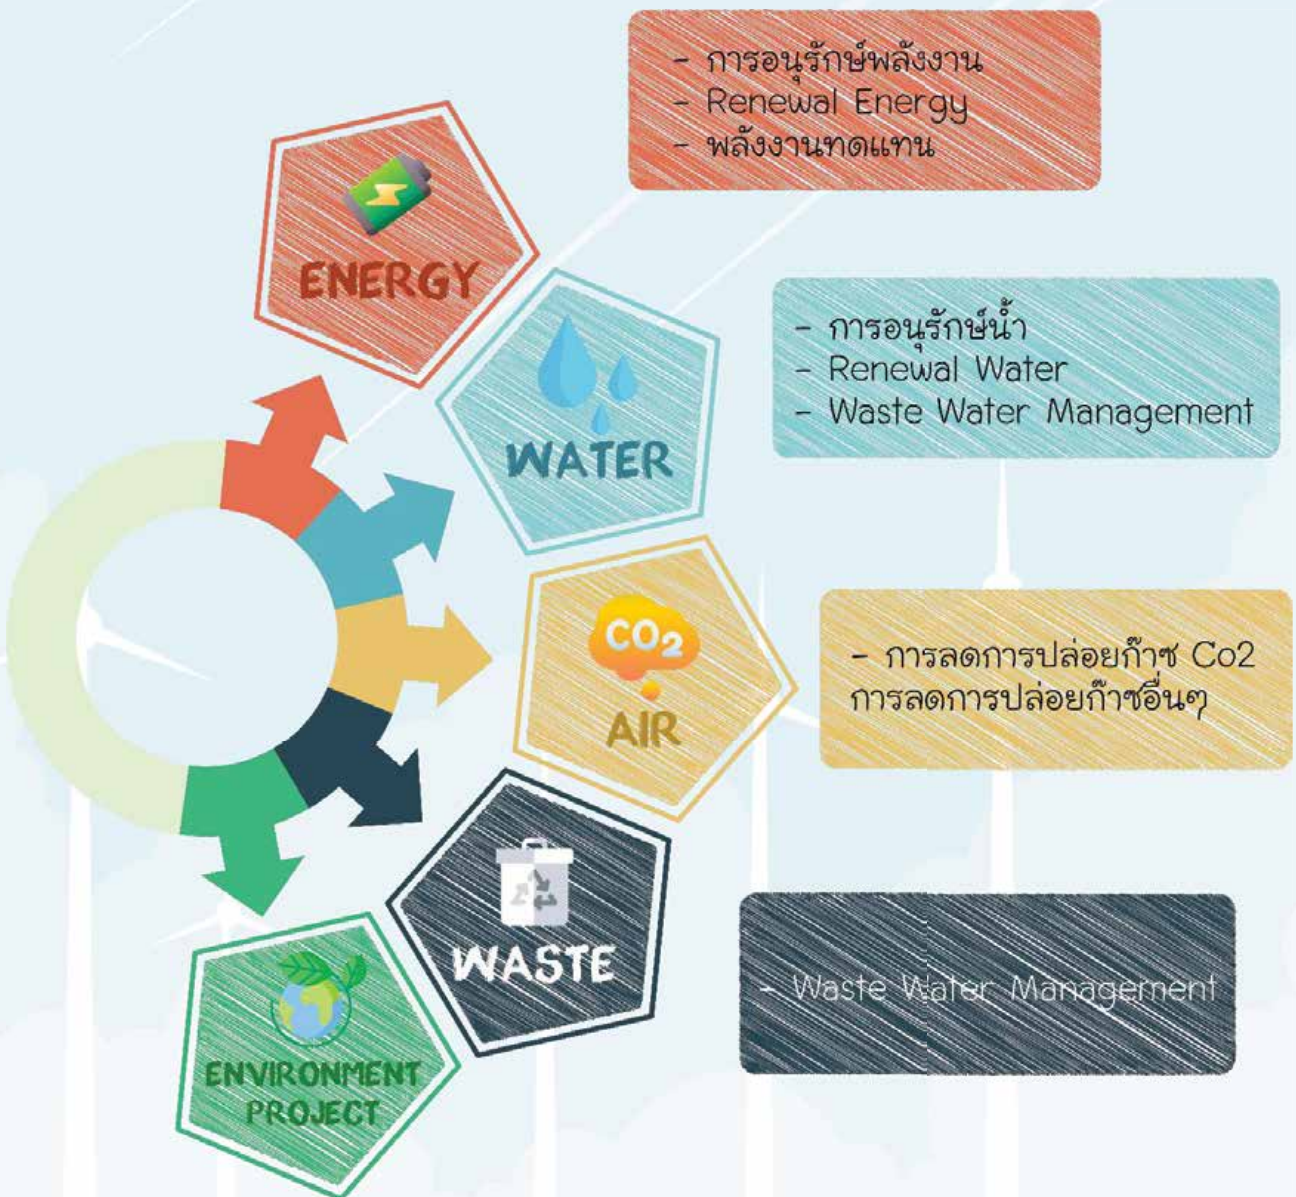 - การอนุรักษ์พลังงาน
- Renewal Energy
- พลังงานทดแทน
ENERGY
- การอนุรักษ์น้ำ
- Renewal Water
- Waste Water Management
WATER
CO2
AIR
- การลดการปล่อยก๊าซ Co2
การลดการปล่อยก๊าซอื่นๆ
WASTE
- Waste Water Management
ENVIRONMENT
PROJECT